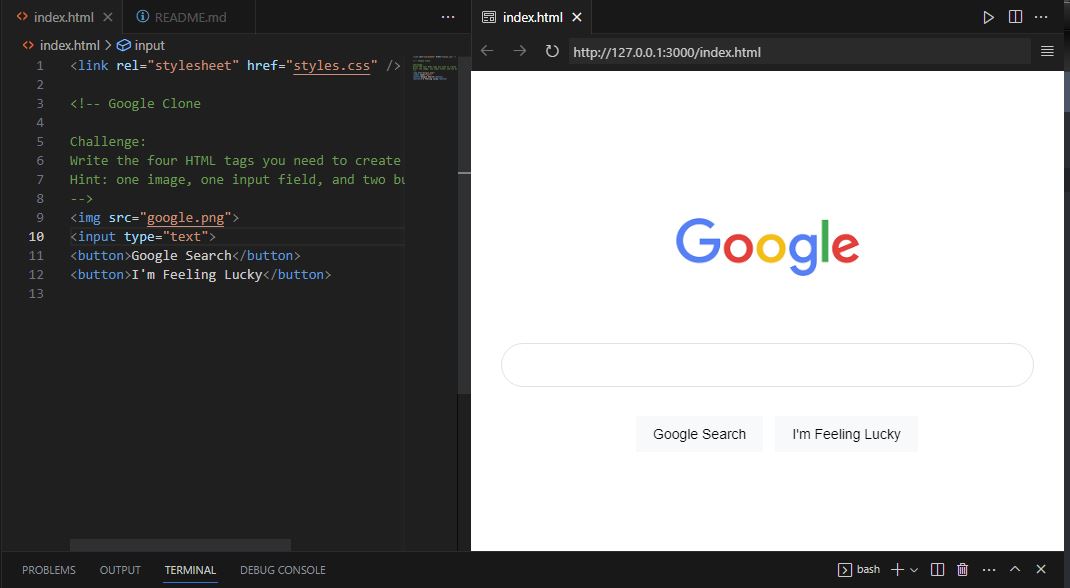 index.html
README.md
index.html > input
1 <link rel="stylesheet" href="styles.css" />
2
3 <!-- Google Clone
4
5 Challenge:
6 Write the four HTML tags you need to create
7 Hint: one image, one input field, and two bu
8 -->
9 <img src="google.png">
10 <input type="text">
11 <button>Google Search</button>
12 <button>I'm Feeling Lucky</button>
13
index.html
http://127.0.0.1:3000/index.html
Google
Google Search
I'm Feeling Lucky
PROBLEMS
OUTPUT
TERMINAL
DEBUG CONSOLE
bash